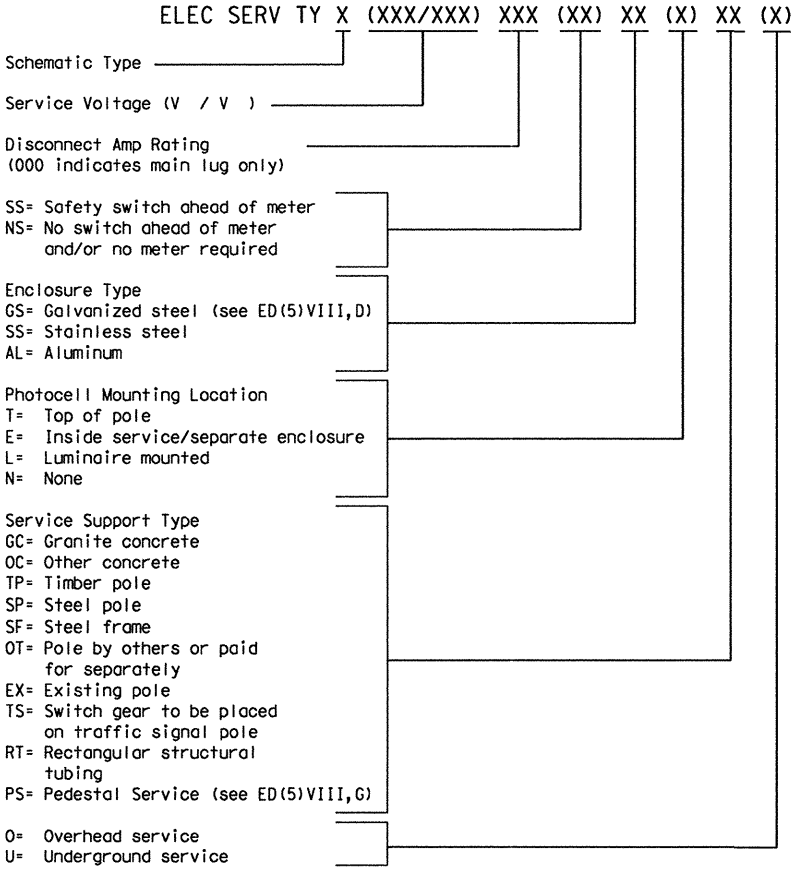 ELEC SERV TY X (XXX/XXX) XXX (XX) XX (X) XX (X)
Schematic Type
Service Voltage (V / V )
Disconnect Amp Rating
(000 indicates main lug only)
SS= Safety switch ahead of meter
NS= No switch ahead of meter
and/or no meter required
Enclosure Type
GS= Galvanized steel (see ED(5)VIII,D)
SS= Stainless steel
AL= Aluminum
Photocell Mounting Location
T= Top of pole
E= Inside service/separate enclosure
L= Luminaire mounted
N= None
Service Support Type
GC= Granite concrete
OC= Other concrete
TP= Timber pole
SP= Steel pole
SF= Steel frame
OT= Pole by others or paid
for separately
EX= Existing pole
TS= Switch gear to be placed
on traffic signal pole
RT= Rectangular structural
tubing
PS= Pedestal Service (see ED(5)VIII,G)
O= Overhead service
U= Underground service